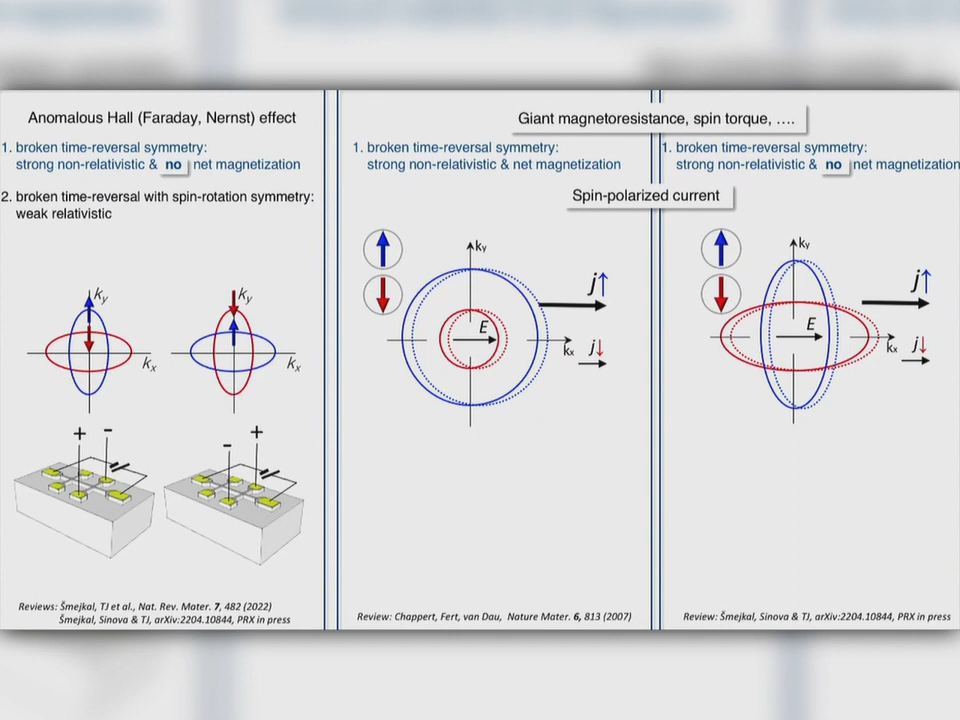 Anomalous Hall (Faraday, Nernst) effect
1. broken time-reversal symmetry:
strong non-relativistic & no net magnetization
2. broken time-reversal with spin-rotation symmetry:
weak relativistic
ky
kx
ky
kx
+ -
- +
Reviews: Šmejkal, TJ et al., Nat. Rev. Mater. 7, 482 (2022)
Šmejkal, Sinova & TJ, arXiv:2204.10844, PRX in press
Giant magnetoresistance, spin torque, ....
1. broken time-reversal symmetry:
strong non-relativistic & net magnetization
Spin-polarized current
ky
j↑
E
kx
j↓
Review: Chappert, Fert, van Dau, Nature Mater. 6, 813 (2007)
1. broken time-reversal symmetry:
strong non-relativistic & no net magnetization
ky
j↑
E
kx
j↓
Review: Šmejkal, Sinova & TJ, arXiv:2204.10844, PRX in press